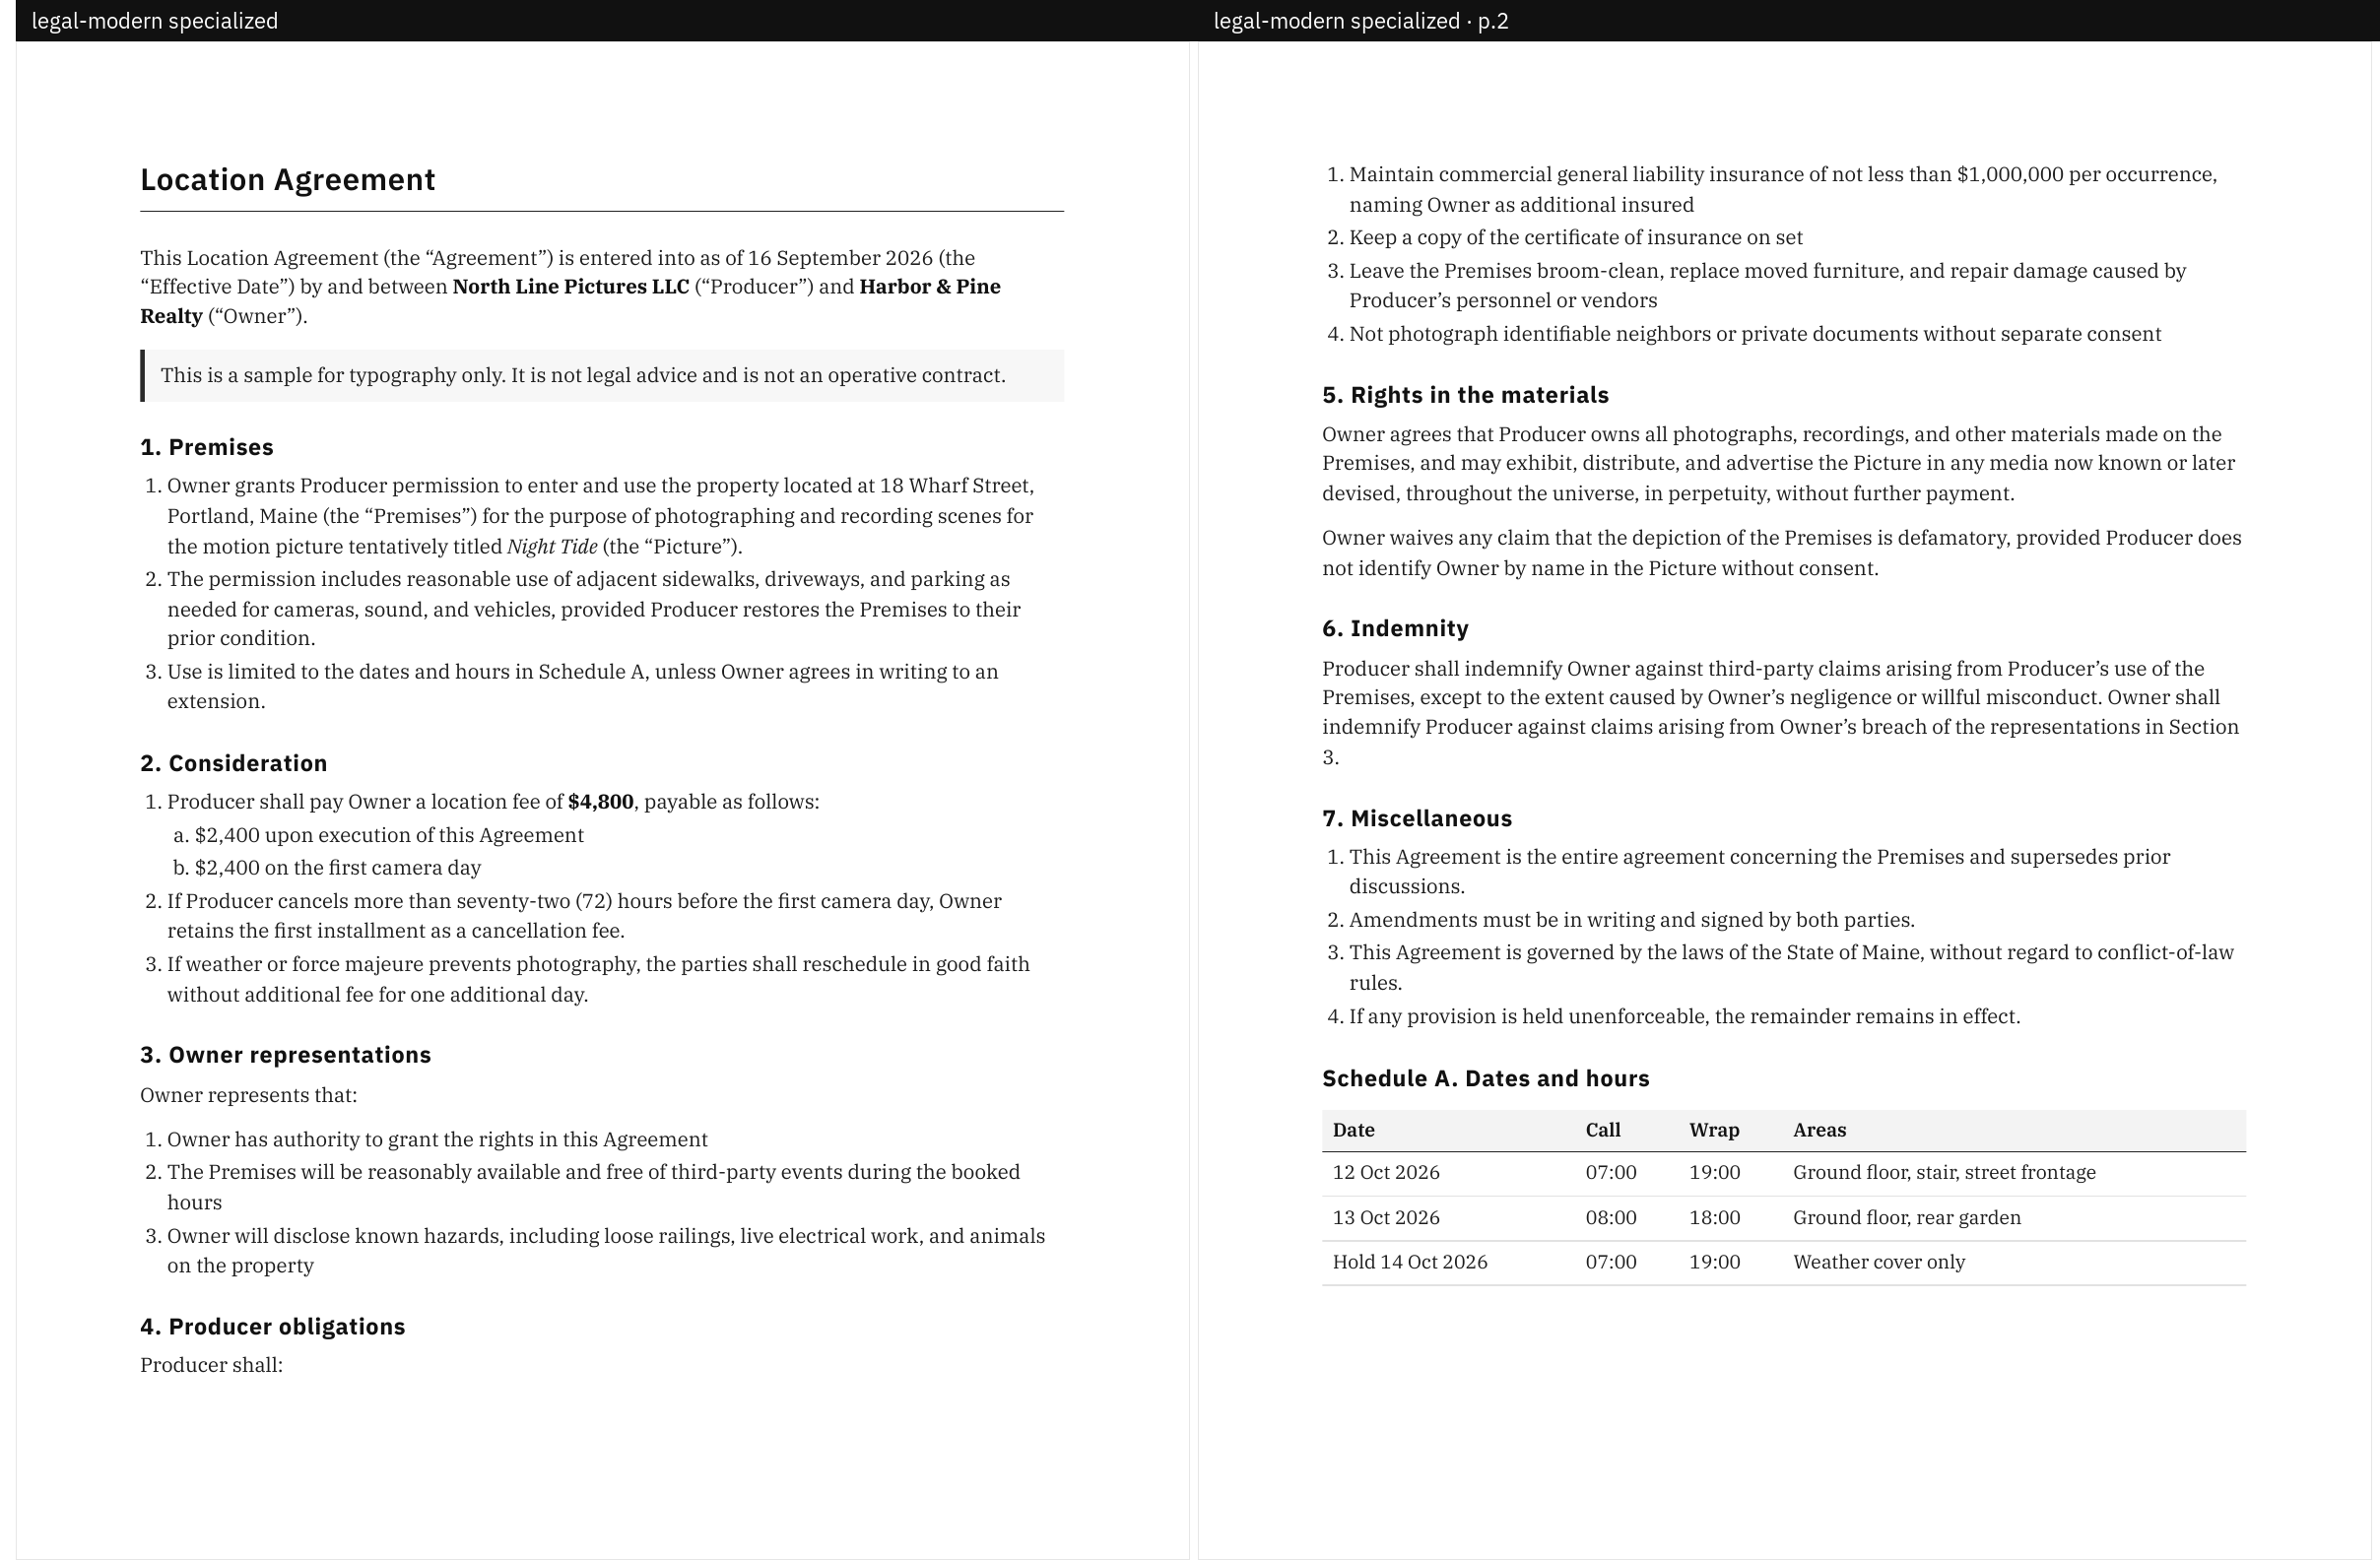 legal-modern specialized
Location Agreement
This Location Agreement (the “Agreement”) is entered into as of 16 September 2026 (the
“Effective Date”) by and between North Line Pictures LLC (“Producer”) and Harbor & Pine
Realty (“Owner”).
This is a sample for typography only. It is not legal advice and is not an operative contract.
1. Premises
1. Owner grants Producer permission to enter and use the property located at 18 Wharf Street,
Portland, Maine (the “Premises”) for the purpose of photographing and recording scenes for
the motion picture tentatively titled Night Tide (the “Picture”).
2. The permission includes reasonable use of adjacent sidewalks, driveways, and parking as
needed for cameras, sound, and vehicles, provided Producer restores the Premises to their
prior condition.
3. Use is limited to the dates and hours in Schedule A, unless Owner agrees in writing to an
extension.
2. Consideration
1. Producer shall pay Owner a location fee of $4,800, payable as follows:
a. $2,400 upon execution of this Agreement
b. $2,400 on the first camera day
2. If Producer cancels more than seventy-two (72) hours before the first camera day, Owner
retains the first installment as a cancellation fee.
3. If weather or force majeure prevents photography, the parties shall reschedule in good faith
without additional fee for one additional day.
3. Owner representations
Owner represents that:
1. Owner has authority to grant the rights in this Agreement
2. The Premises will be reasonably available and free of third-party events during the booked
hours
3. Owner will disclose known hazards, including loose railings, live electrical work, and animals
on the property
4. Producer obligations
Producer shall:
legal-modern specialized · p.2
1. Maintain commercial general liability insurance of not less than $1,000,000 per occurrence,
naming Owner as additional insured
2. Keep a copy of the certificate of insurance on set
3. Leave the Premises broom-clean, replace moved furniture, and repair damage caused by
Producer’s personnel or vendors
4. Not photograph identifiable neighbors or private documents without separate consent
5. Rights in the materials
Owner agrees that Producer owns all photographs, recordings, and other materials made on the
Premises, and may exhibit, distribute, and advertise the Picture in any media now known or later
devised, throughout the universe, in perpetuity, without further payment.
Owner waives any claim that the depiction of the Premises is defamatory, provided Producer does
not identify Owner by name in the Picture without consent.
6. Indemnity
Producer shall indemnify Owner against third-party claims arising from Producer’s use of the
Premises, except to the extent caused by Owner’s negligence or willful misconduct. Owner shall
indemnify Producer against claims arising from Owner’s breach of the representations in Section
3.
7. Miscellaneous
1. This Agreement is the entire agreement concerning the Premises and supersedes prior
discussions.
2. Amendments must be in writing and signed by both parties.
3. This Agreement is governed by the laws of the State of Maine, without regard to conflict-of-law
rules.
4. If any provision is held unenforceable, the remainder remains in effect.
Schedule A. Dates and hours
Date Call Wrap Areas
12 Oct 2026 07:00 19:00 Ground floor, stair, street frontage
13 Oct 2026 08:00 18:00 Ground floor, rear garden
Hold 14 Oct 2026 07:00 19:00 Weather cover only